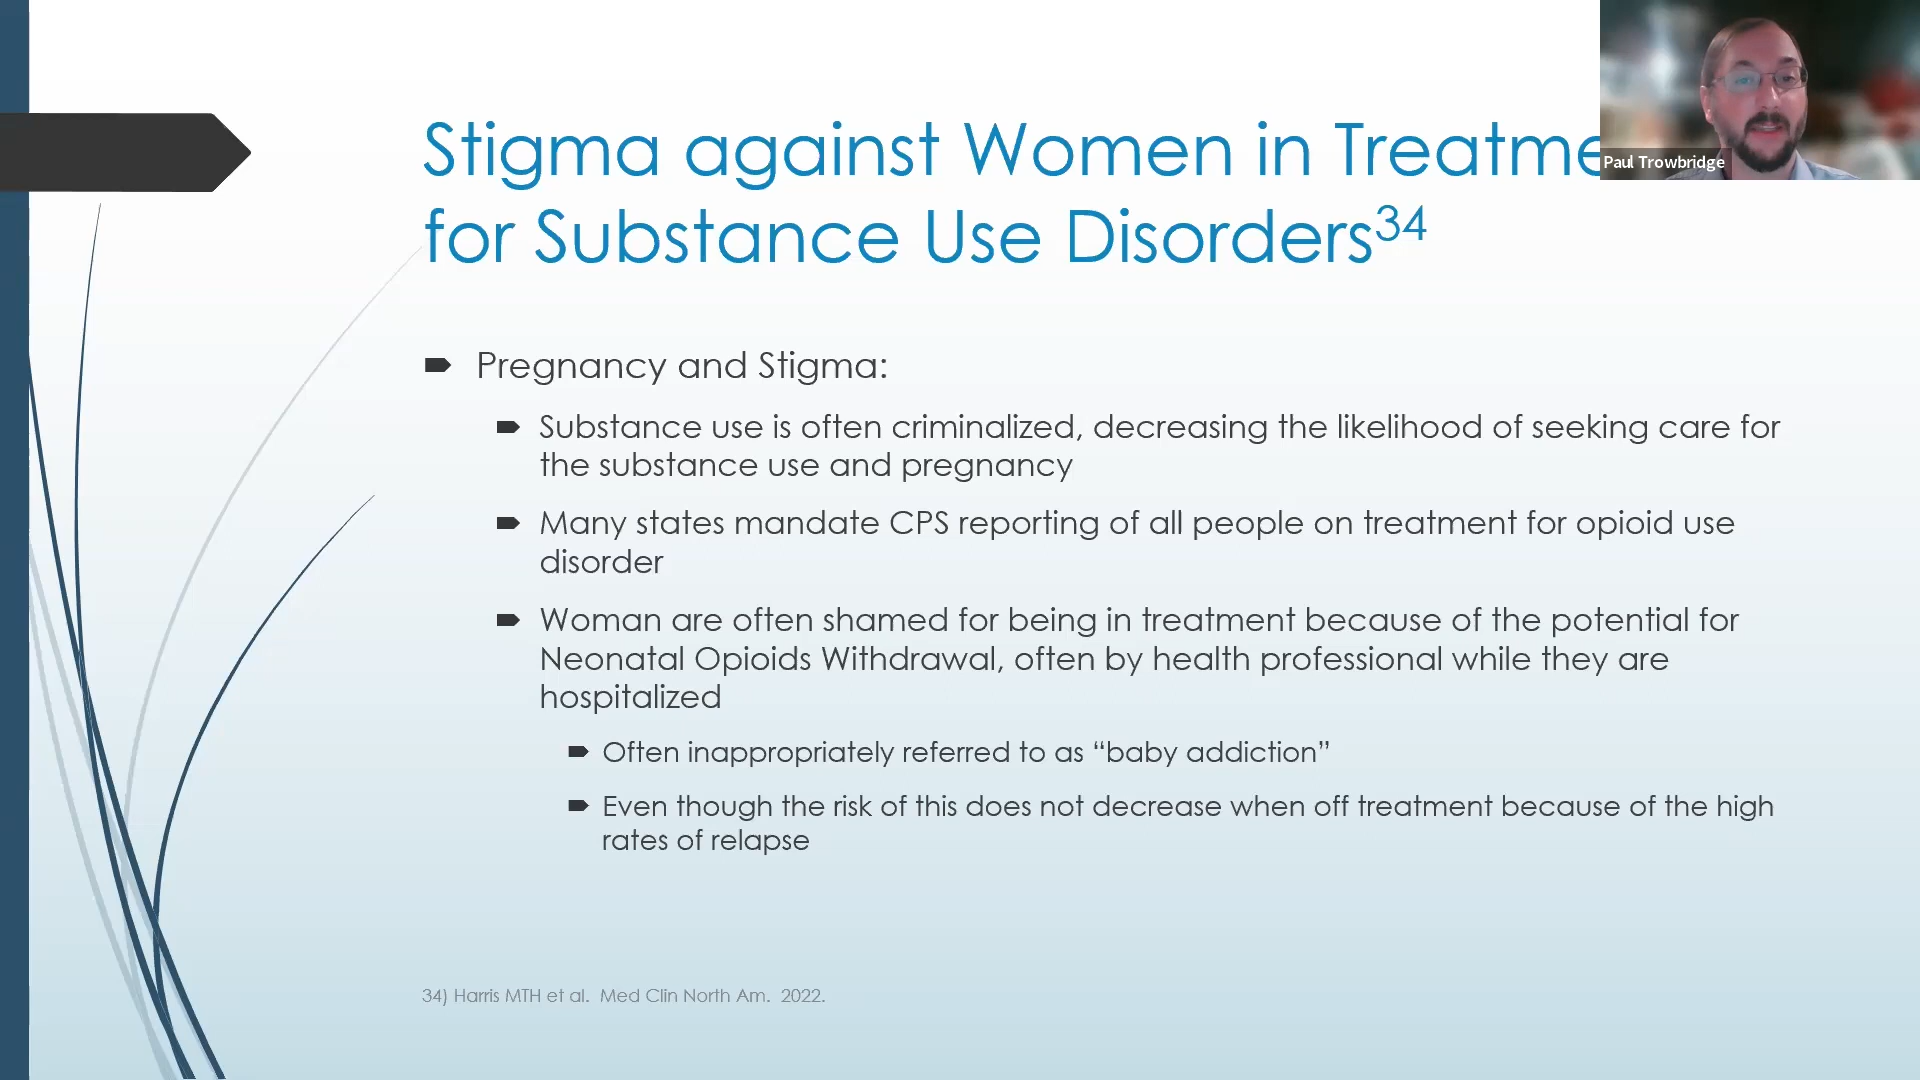 Stigma against Women in Treatme
for Substance Use Disorders³⁴
Paul Trowbridge
Pregnancy and Stigma:
Substance use is often criminalized, decreasing the likelihood of seeking care for
the substance use and pregnancy
Many states mandate CPS reporting of all people on treatment for opioid use
disorder
Woman are often shamed for being in treatment because of the potential for
Neonatal Opioids Withdrawal, often by health professional while they are
hospitalized
Often inappropriately referred to as “baby addiction”
Even though the risk of this does not decrease when off treatment because of the high
rates of relapse
34) Harris MTH et al. Med Clin North Am. 2022.